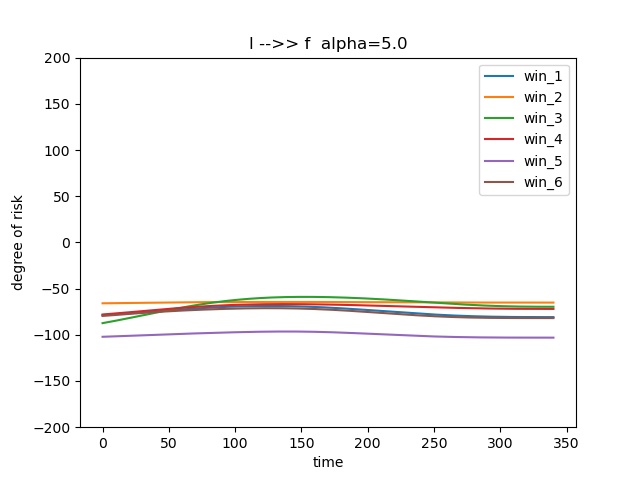 l -->> f  alpha=5.0
200
150
100
50
0
−50
−100
−150
−200
degree of risk
0 50 100 150 200 250 300 350
time
win_1
win_2
win_3
win_4
win_5
win_6